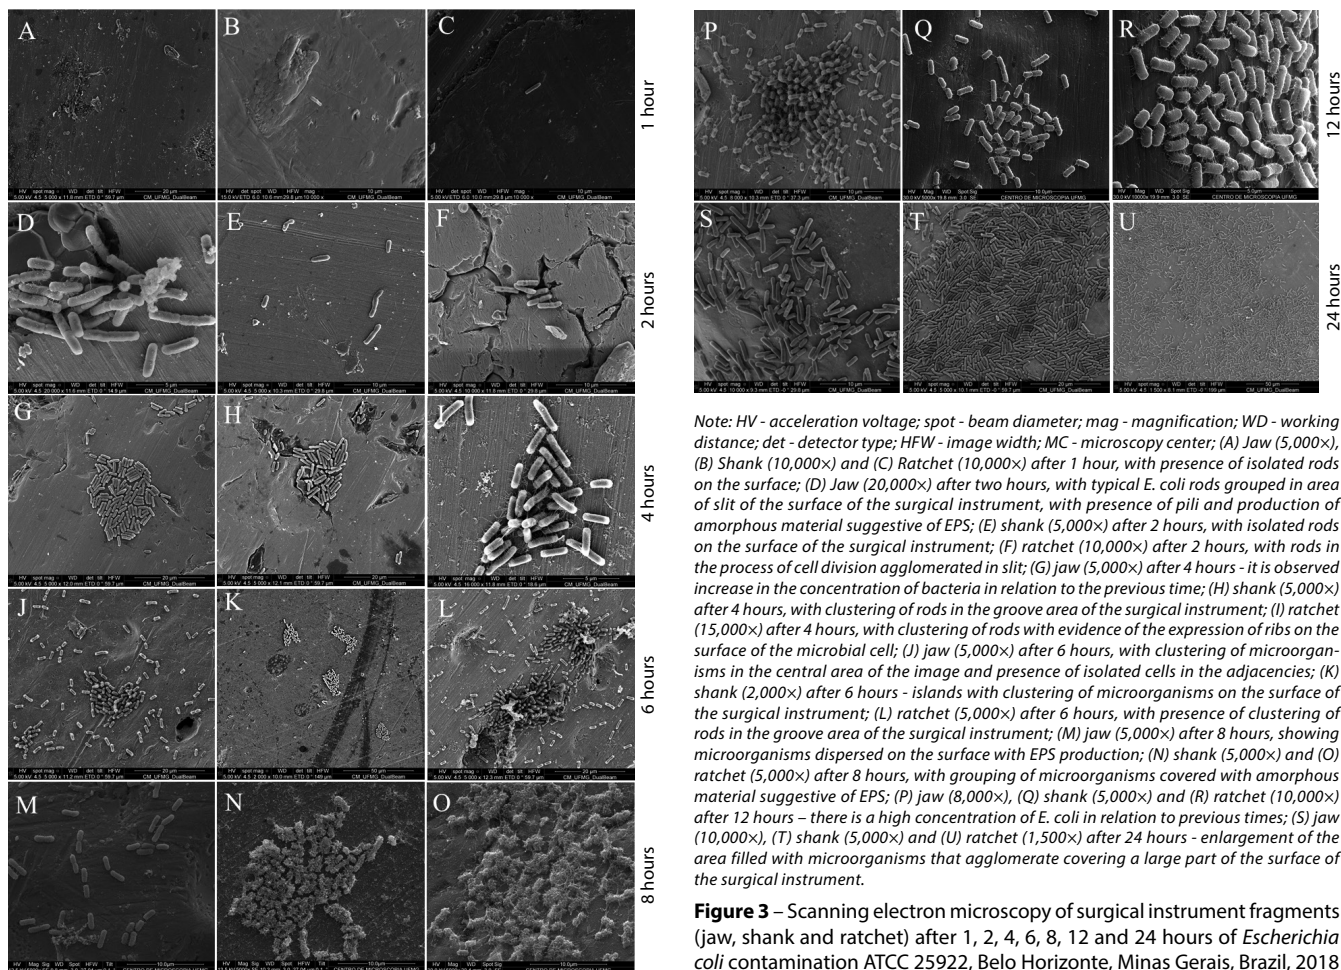 A
B
C
1 hour
D
E
F
2 hours
G
H
I
4 hours
J
K
L
6 hours
M
N
O
8 hours
P
Q
R
12 hours
S
T
U
24 hours
Note: HV - acceleration voltage; spot - beam diameter; mag - magnification; WD - working
distance; det - detector type; HFW - image width; MC - microscopy center; (A) Jaw (5,000×),
(B) Shank (10,000×) and (C) Ratchet (10,000×) after 1 hour, with presence of isolated rods
on the surface; (D) Jaw (20,000×) after two hours, with typical E. coli rods grouped in area
of slit of the surface of the surgical instrument, with presence of pili and production of
amorphous material suggestive of EPS; (E) shank (5,000×) after 2 hours, with isolated rods
on the surface of the surgical instrument; (F) ratchet (10,000×) after 2 hours, with rods in
the process of cell division agglomerated in slit; (G) jaw (5,000×) after 4 hours - it is observed
increase in the concentration of bacteria in relation to the previous time; (H) shank (5,000×)
after 4 hours, with clustering of rods in the groove area of the surgical instrument; (I) ratchet
(15,000×) after 4 hours, with clustering of rods with evidence of the expression of ribs on the
surface of the microbial cell; (J) jaw (5,000×) after 6 hours, with clustering of microorgan-
isms in the central area of the image and presence of isolated cells in the adjacencies; (K)
shank (2,000×) after 6 hours - islands with clustering of microorganisms on the surface of
the surgical instrument; (L) ratchet (5,000×) after 6 hours, with presence of clustering of
rods in the groove area of the surgical instrument; (M) jaw (5,000×) after 8 hours, showing
microorganisms dispersed on the surface with EPS production; (N) shank (5,000×) and (O)
ratchet (5,000×) after 8 hours, with grouping of microorganisms covered with amorphous
material suggestive of EPS; (P) jaw (8,000×), (Q) shank (5,000×) and (R) ratchet (10,000×)
after 12 hours – there is a high concentration of E. coli in relation to previous times; (S) jaw
(10,000×), (T) shank (5,000×) and (U) ratchet (1,500×) after 24 hours - enlargement of the
area filled with microorganisms that agglomerate covering a large part of the surface of
the surgical instrument.
Figure 3 – Scanning electron microscopy of surgical instrument fragments
(jaw, shank and ratchet) after 1, 2, 4, 6, 8, 12 and 24 hours of Escherichia
coli contamination ATCC 25922, Belo Horizonte, Minas Gerais, Brazil, 2018